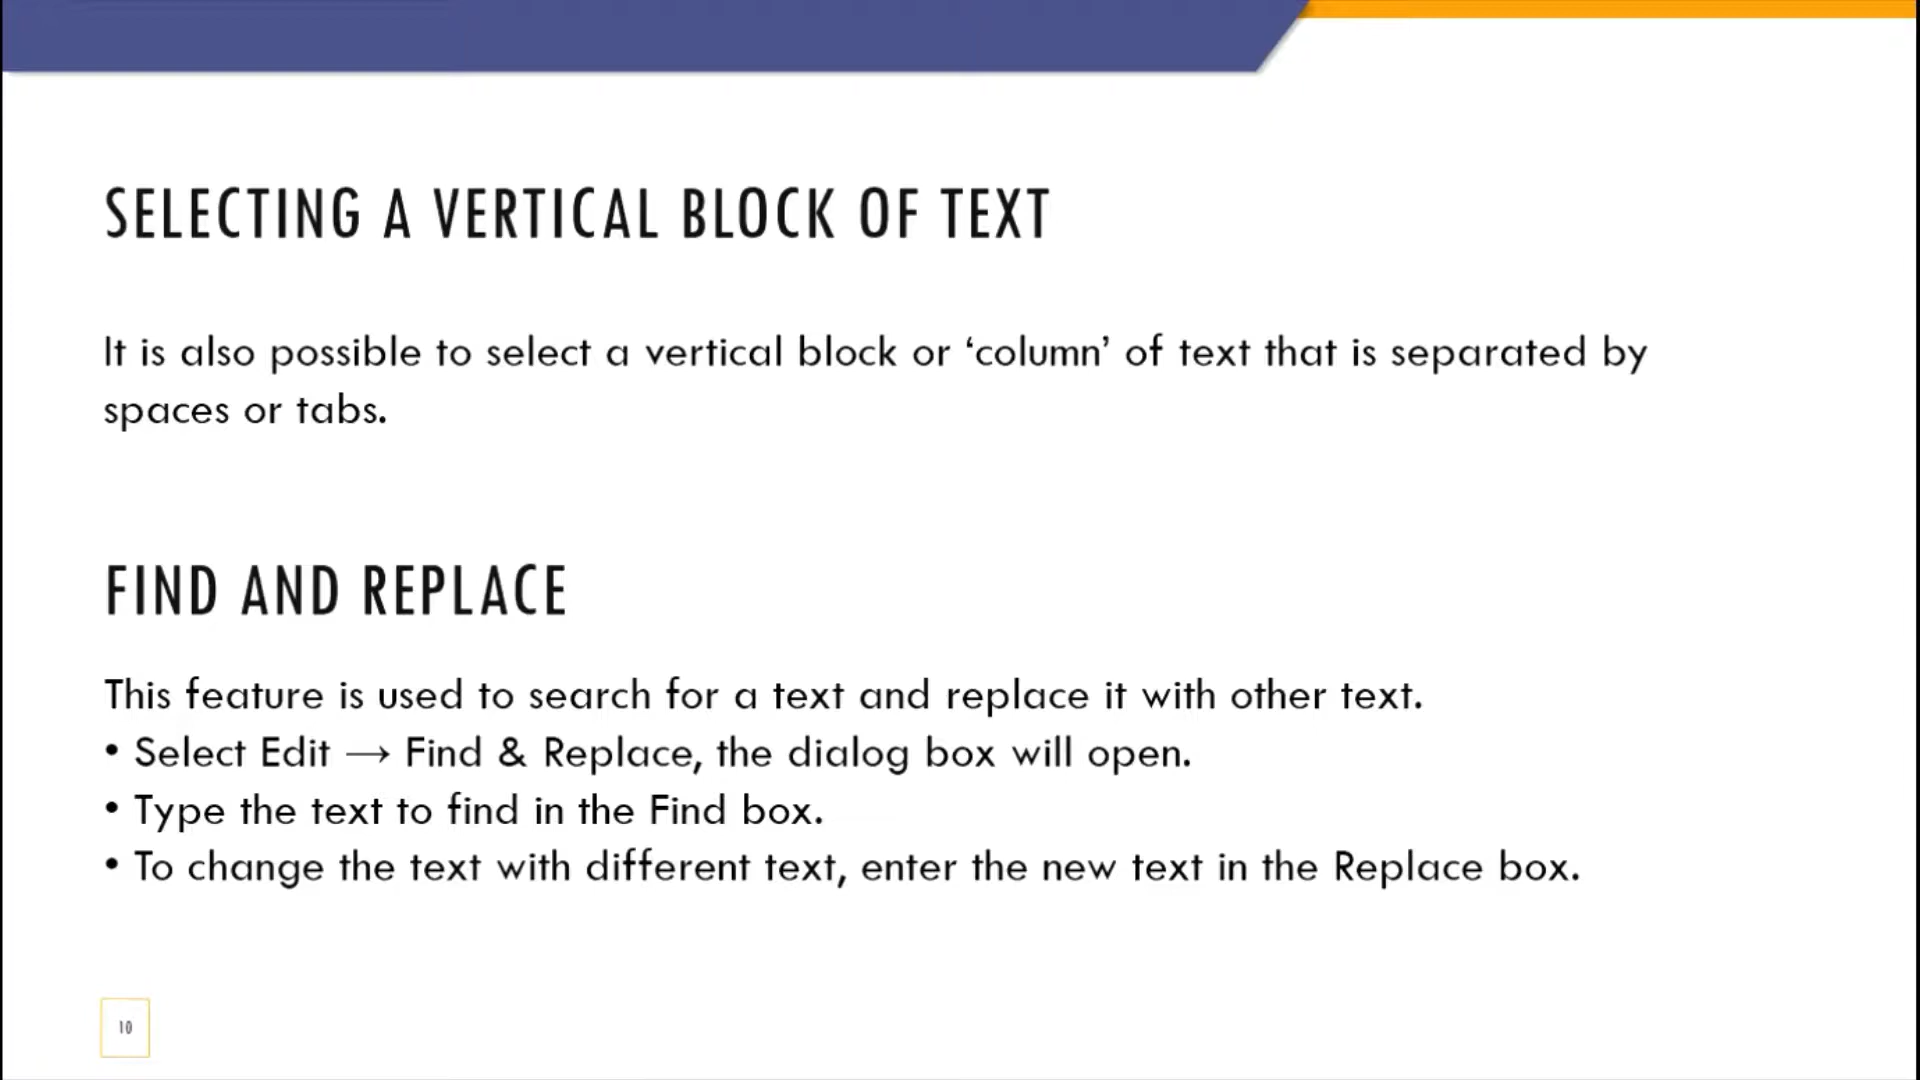 SELECTING A VERTICAL BLOCK OF TEXT
It is also possible to select a vertical block or ‘column’ of text that is separated by
spaces or tabs.
FIND AND REPLACE
This feature is used to search for a text and replace it with other text.
• Select Edit → Find & Replace, the dialog box will open.
• Type the text to find in the Find box.
• To change the text with different text, enter the new text in the Replace box.
10